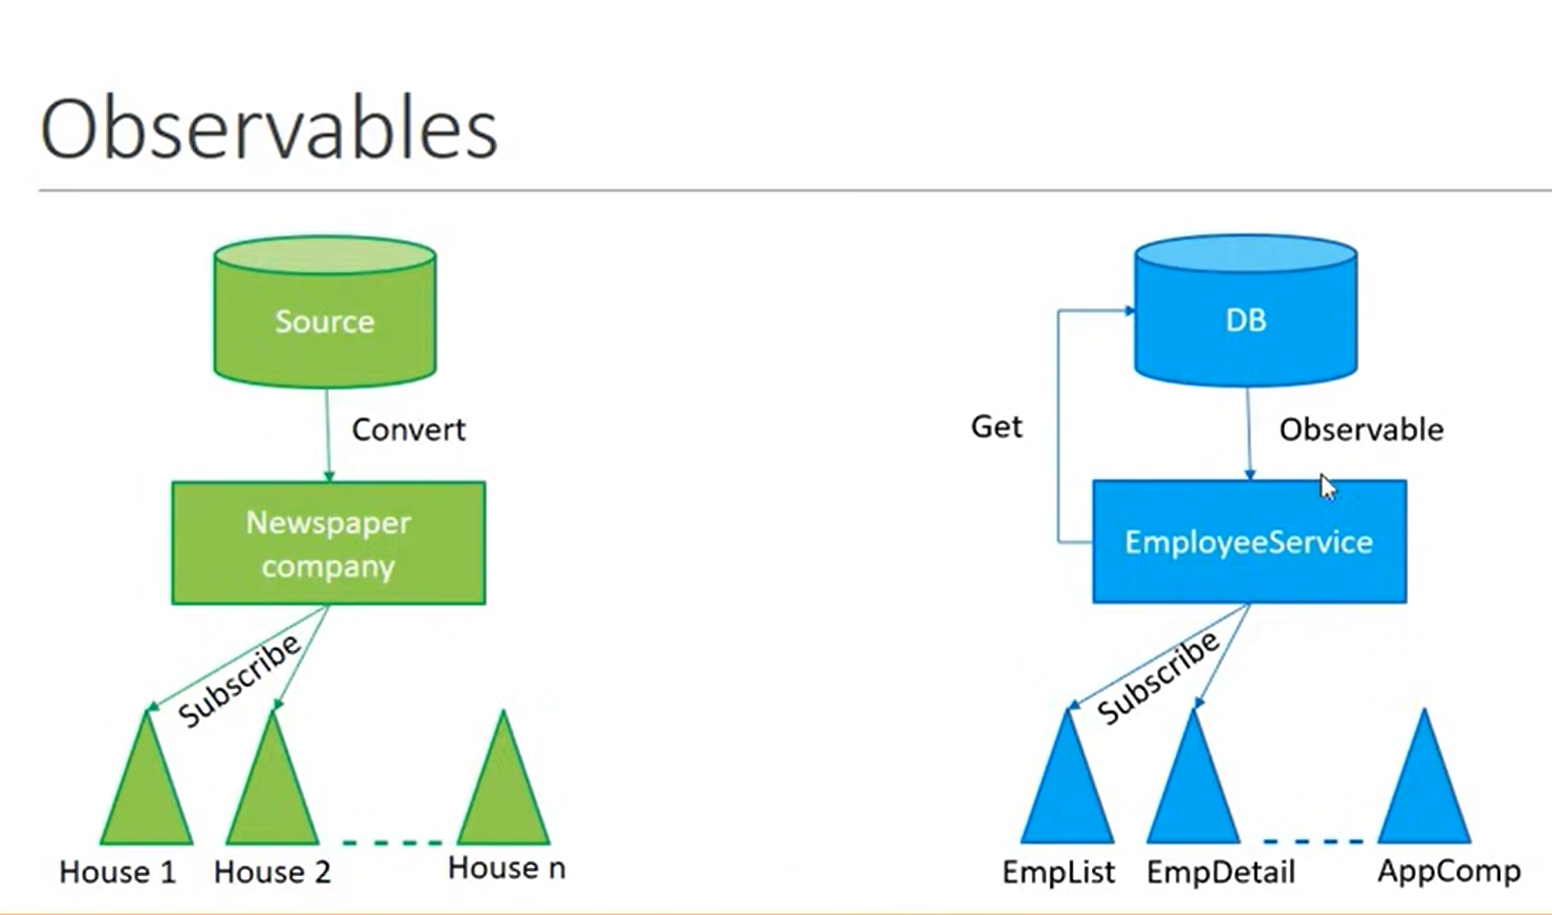 Observables
Source
Convert
Newspaper
company
Subscribe
House 1
House 2
House n
DB
Get
Observable
EmployeeService
Subscribe
EmpList
EmpDetail
AppComp